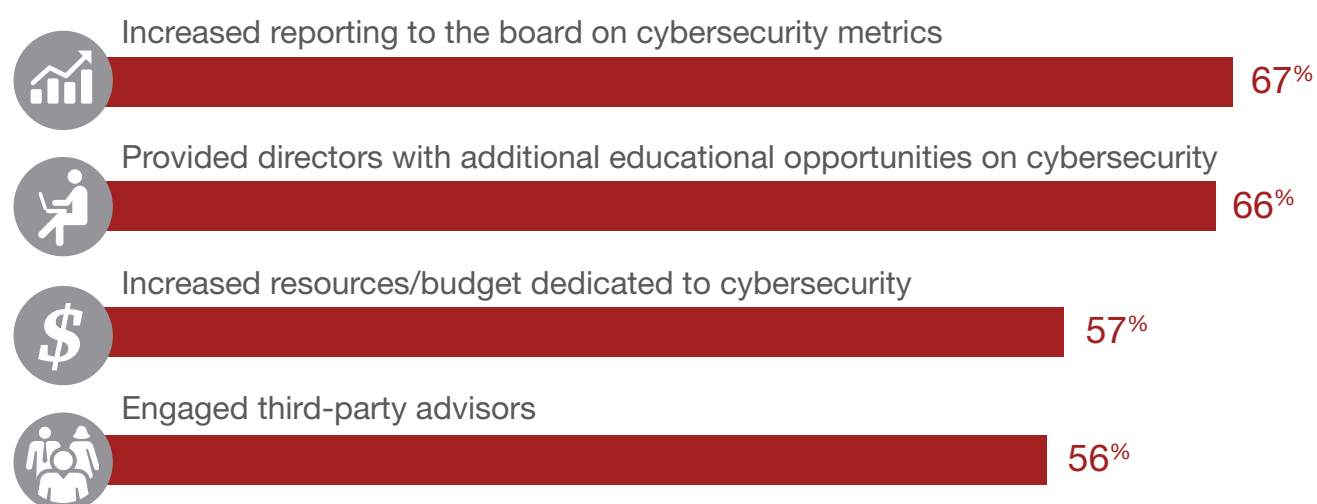 Increased reporting to the board on cybersecurity metrics
67%
Provided directors with additional educational opportunities on cybersecurity
66%
Increased resources/budget dedicated to cybersecurity
$
57%
Engaged third-party advisors
56%